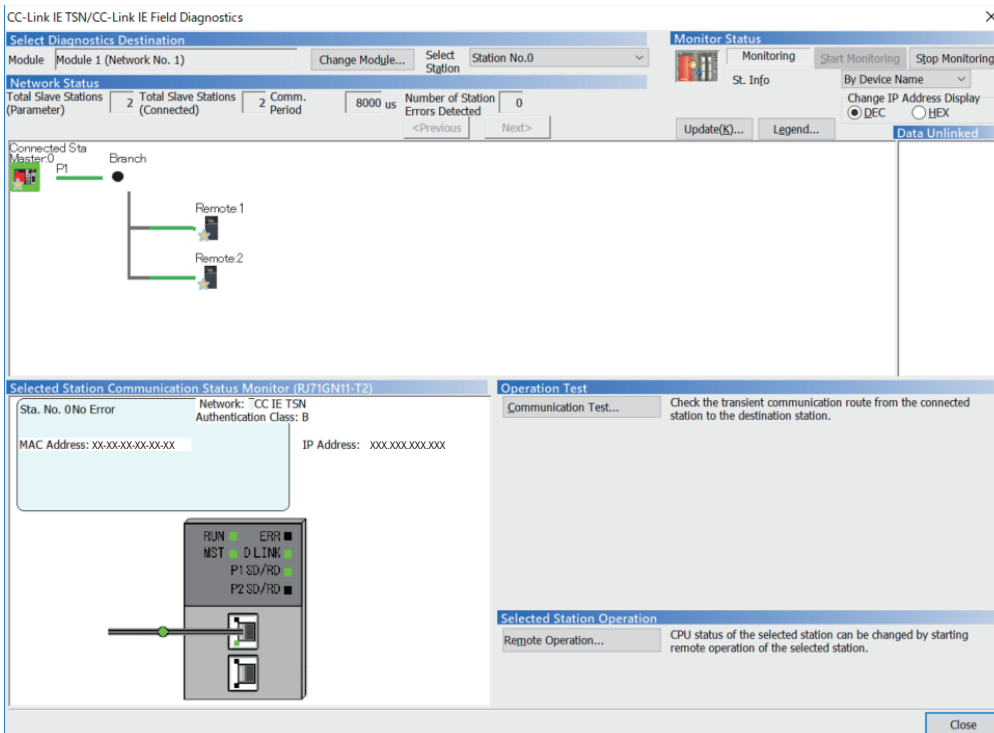 CC-Link IE TSN/CC-Link IE Field Diagnostics
Select Diagnostics Destination
Module Module 1 (Network No. 1) Change Module... Select Station Station No.0
Network Status
Total Slave Stations (Parameter) 2 Total Slave Stations (Connected) 2 Comm. Period 8000 us Number of Station Errors Detected 0
<Previous Next>
Monitor Status
Monitoring Start Monitoring Stop Monitoring
St. Info By Device Name
Change IP Address Display
DEC HEX
Update(K)... Legend...
Data Unlinked
Connected Sta
Master:0 Branch
P1
Remote:1
Remote:2
Selected Station Communication Status Monitor (RJ71GN11-T2)
Sta. No. 0No Error Network: CC IE TSN
Authentication Class: B
MAC Address: XX-XX-XX-XX-XX-XX IP Address: XXX.XXX.XXX.XXX
RUN ERR
MST D LINK
P1 SD/RD
P2 SD/RD
Operation Test
Communication Test... Check the transient communication route from the connected
station to the destination station.
Selected Station Operation
Remote Operation... CPU status of the selected station can be changed by starting
remote operation of the selected station.
Close